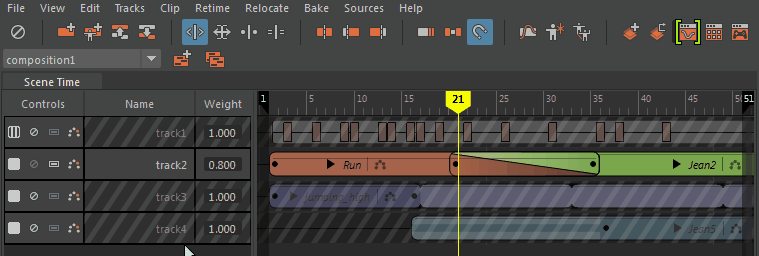 File View Edit Tracks Clip Retime Relocate Bake Sources Help
composition1
Scene Time
Controls Name Weight
1 5 10 15 21 30 35 40 45 50 51
track1 1.000
track2 0.800 Run Jean2
track3 1.000
track4 1.000 Jean5